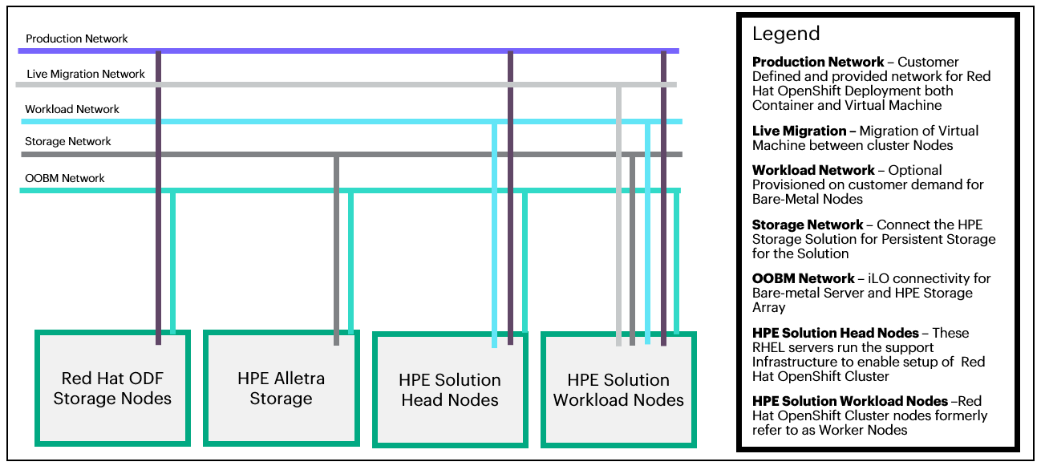 Production Network
Live Migration Network
Workload Network
Storage Network
OOBM Network
Red Hat ODF
Storage Nodes
HPE Alletra
Storage
HPE Solution
Head Nodes
HPE Solution
Workload Nodes
Legend
Production Network – Customer
Defined and provided network for Red
Hat OpenShift Deployment both
Container and Virtual Machine
Live Migration – Migration of Virtual
Machine between cluster Nodes
Workload Network – Optional
Provisioned on customer demand for
Bare-Metal Nodes
Storage Network – Connect the HPE
Storage Solution for Persistent Storage
for the Solution
OOBM Network – iLO connectivity for
Bare-metal Server and HPE Storage
Array
HPE Solution Head Nodes – These
RHEL servers run the support
Infrastructure to enable setup of Red
Hat OpenShift Cluster
HPE Solution Workload Nodes –Red
Hat OpenShift Cluster nodes formerly
refer to as Worker Nodes